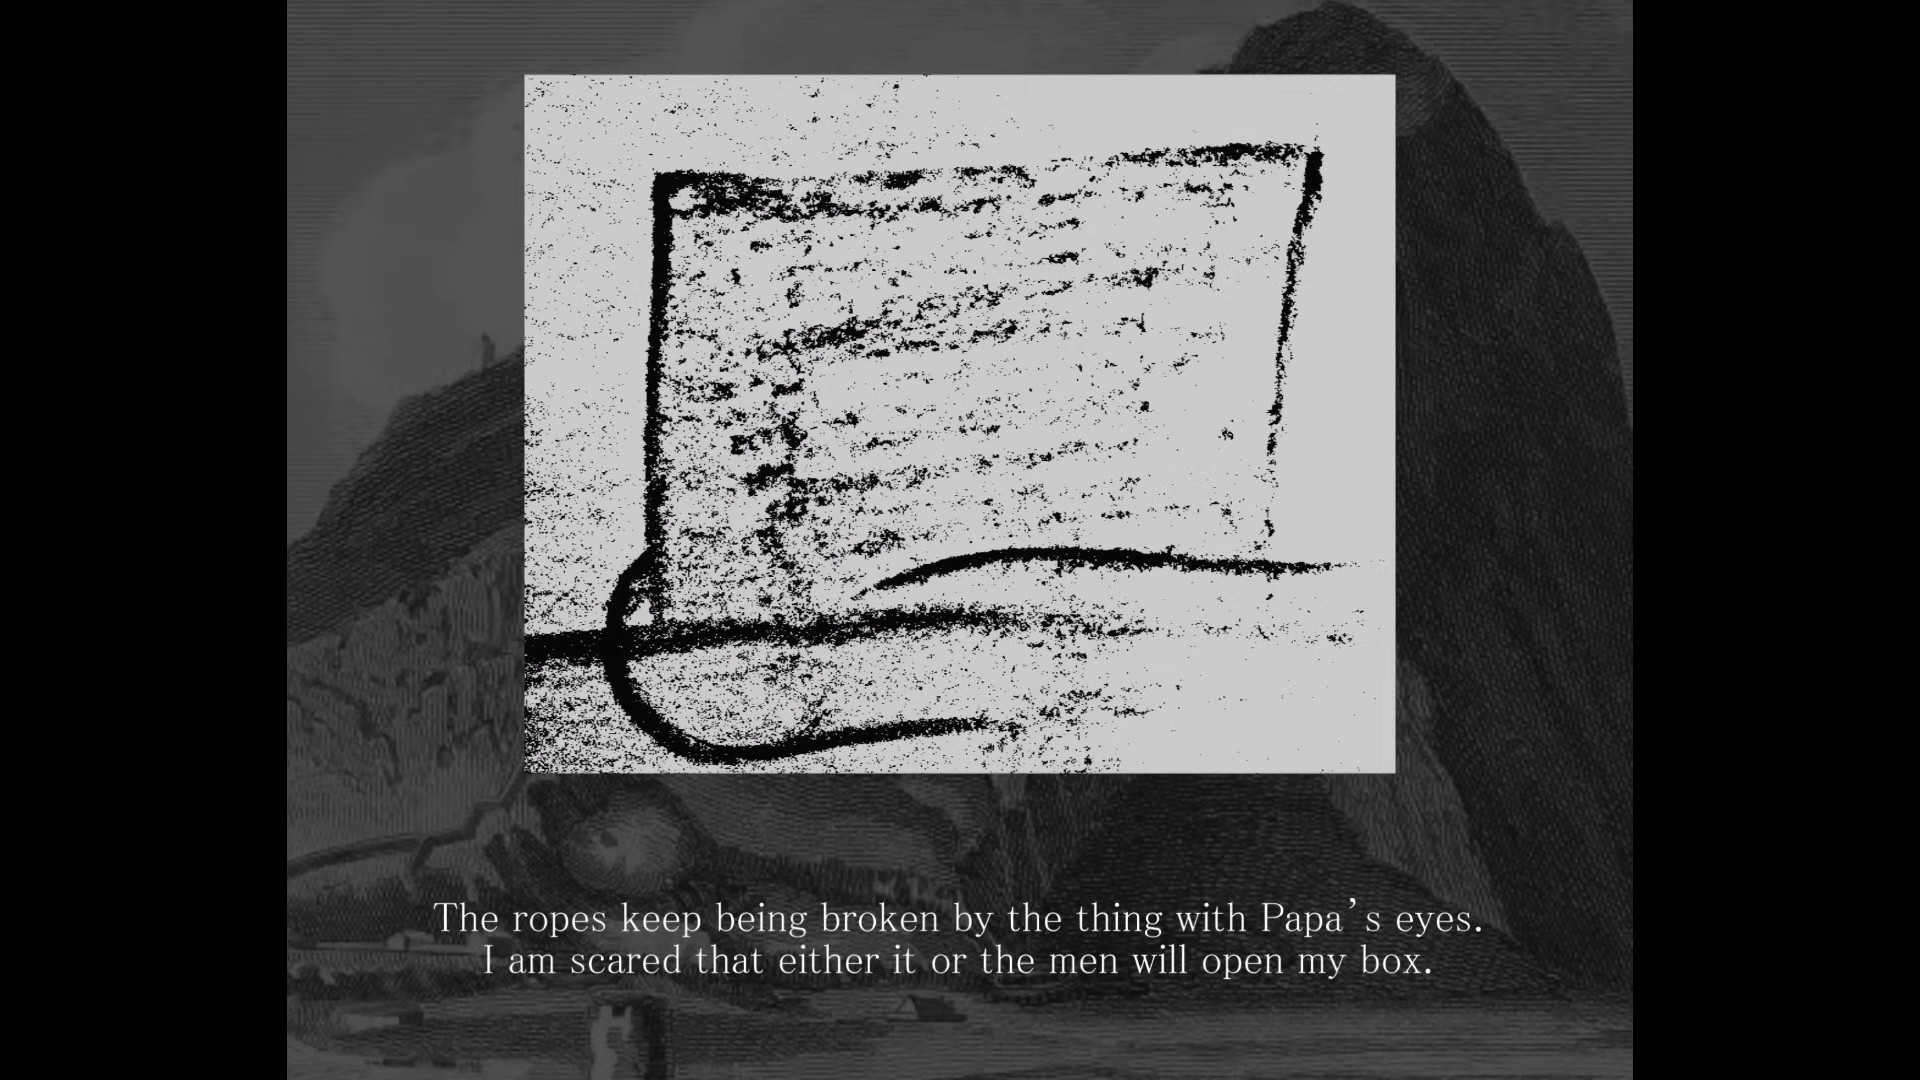 The ropes keep being broken by the thing with Papa’s eyes.
I am scared that either it or the men will open my box.